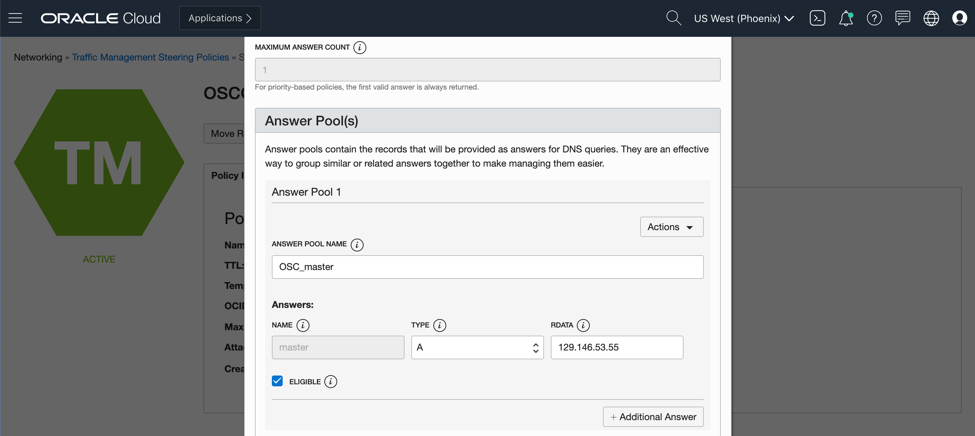 ORACLE Cloud
Applications >
US West (Phoenix)
Networking » Traffic Management Steering Policies » S
TM
ACTIVE
OSC
Move R
Policy I
Po
Nam
TTL:
Tem
OCI
Max
Atta
Crea
MAXIMUM ANSWER COUNT i
1
For priority-based policies, the first valid answer is always returned.
Answer Pool(s)
Answer pools contain the records that will be provided as answers for DNS queries. They are an effective
way to group similar or related answers together to make managing them easier.
Answer Pool 1
Actions
ANSWER POOL NAME i
OSC_master
Answers:
NAME i TYPE i RDATA i
master A 129.146.53.55
ELIGIBLE i
+ Additional Answer